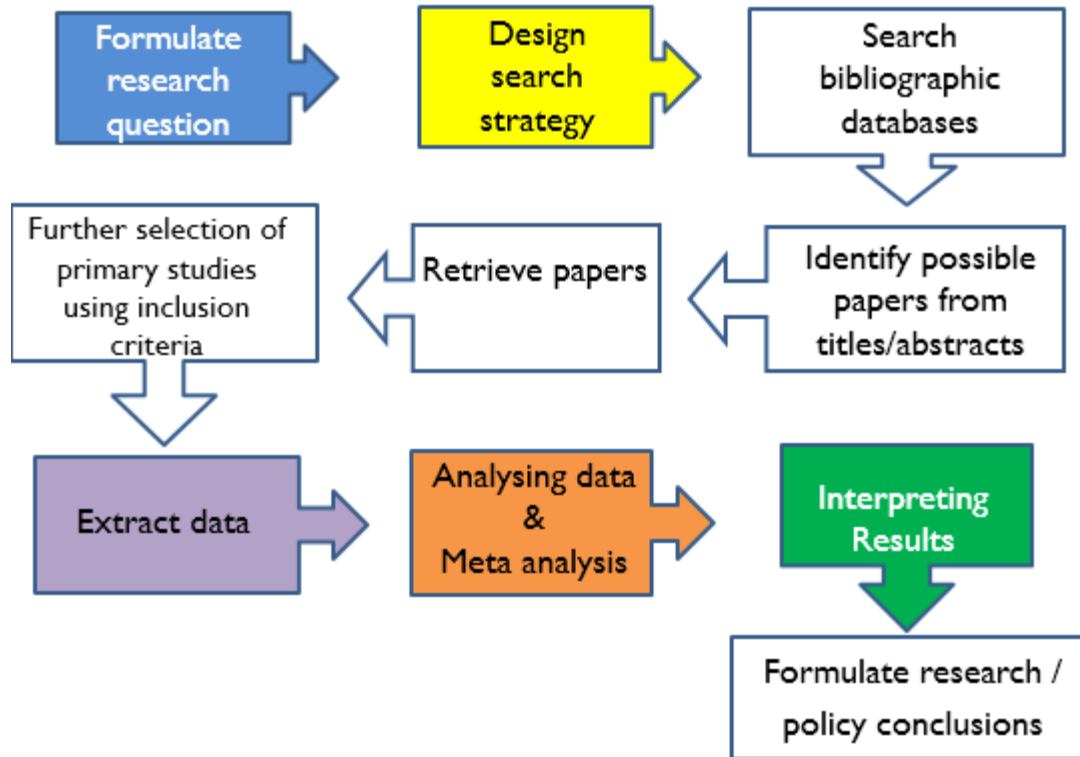 Formulate
research
question
Design
search
strategy
Search
bibliographic
databases
Identify possible
papers from
titles/abstracts
Retrieve papers
Further selection of
primary studies
using inclusion
criteria
Extract data
Analysing data
&
Meta analysis
Interpreting
Results
Formulate research /
policy conclusions